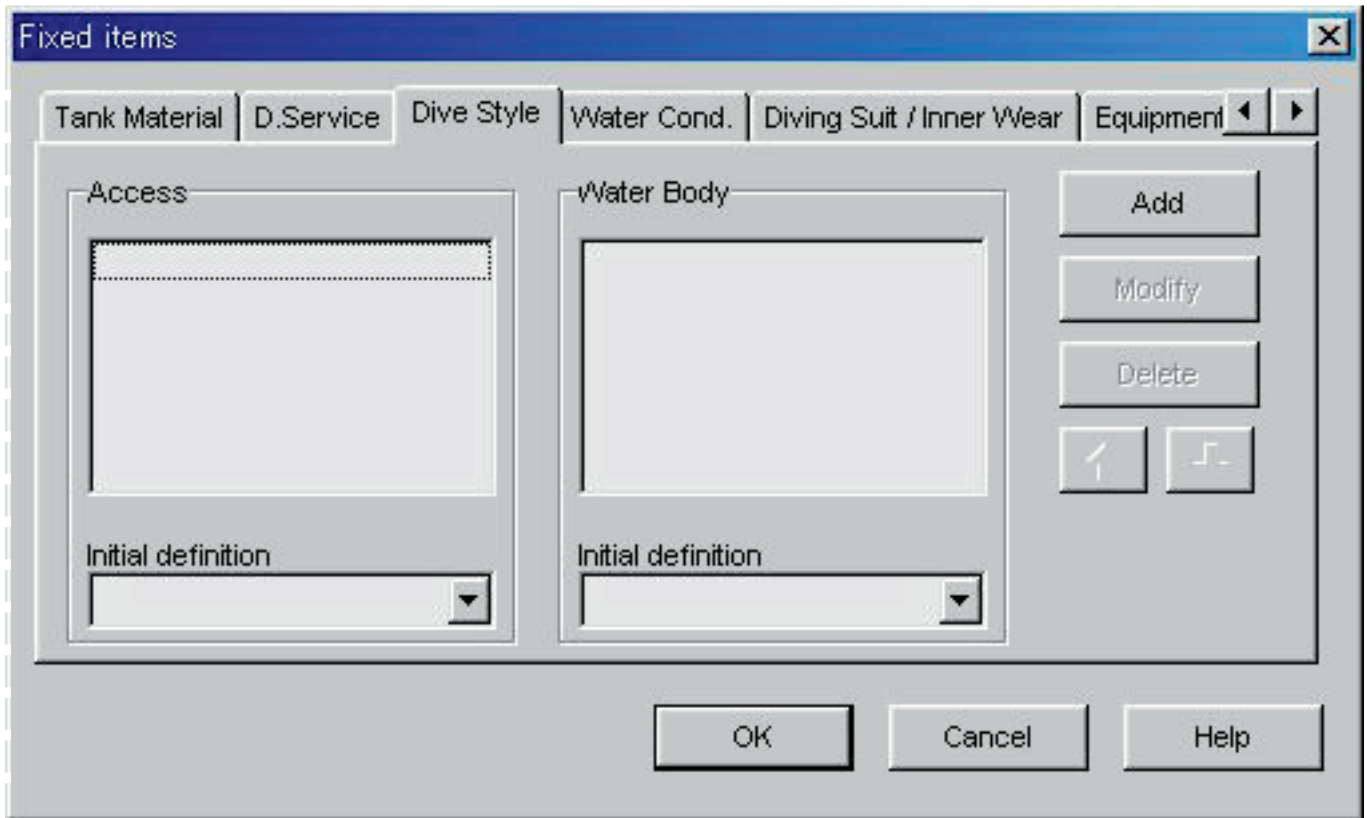 Fixed items
Tank Material D.Service Dive Style Water Cond. Diving Suit / Inner Wear Equipment
Access Water Body Add
Modify
Delete
Initial definition Initial definition
OK Cancel Help